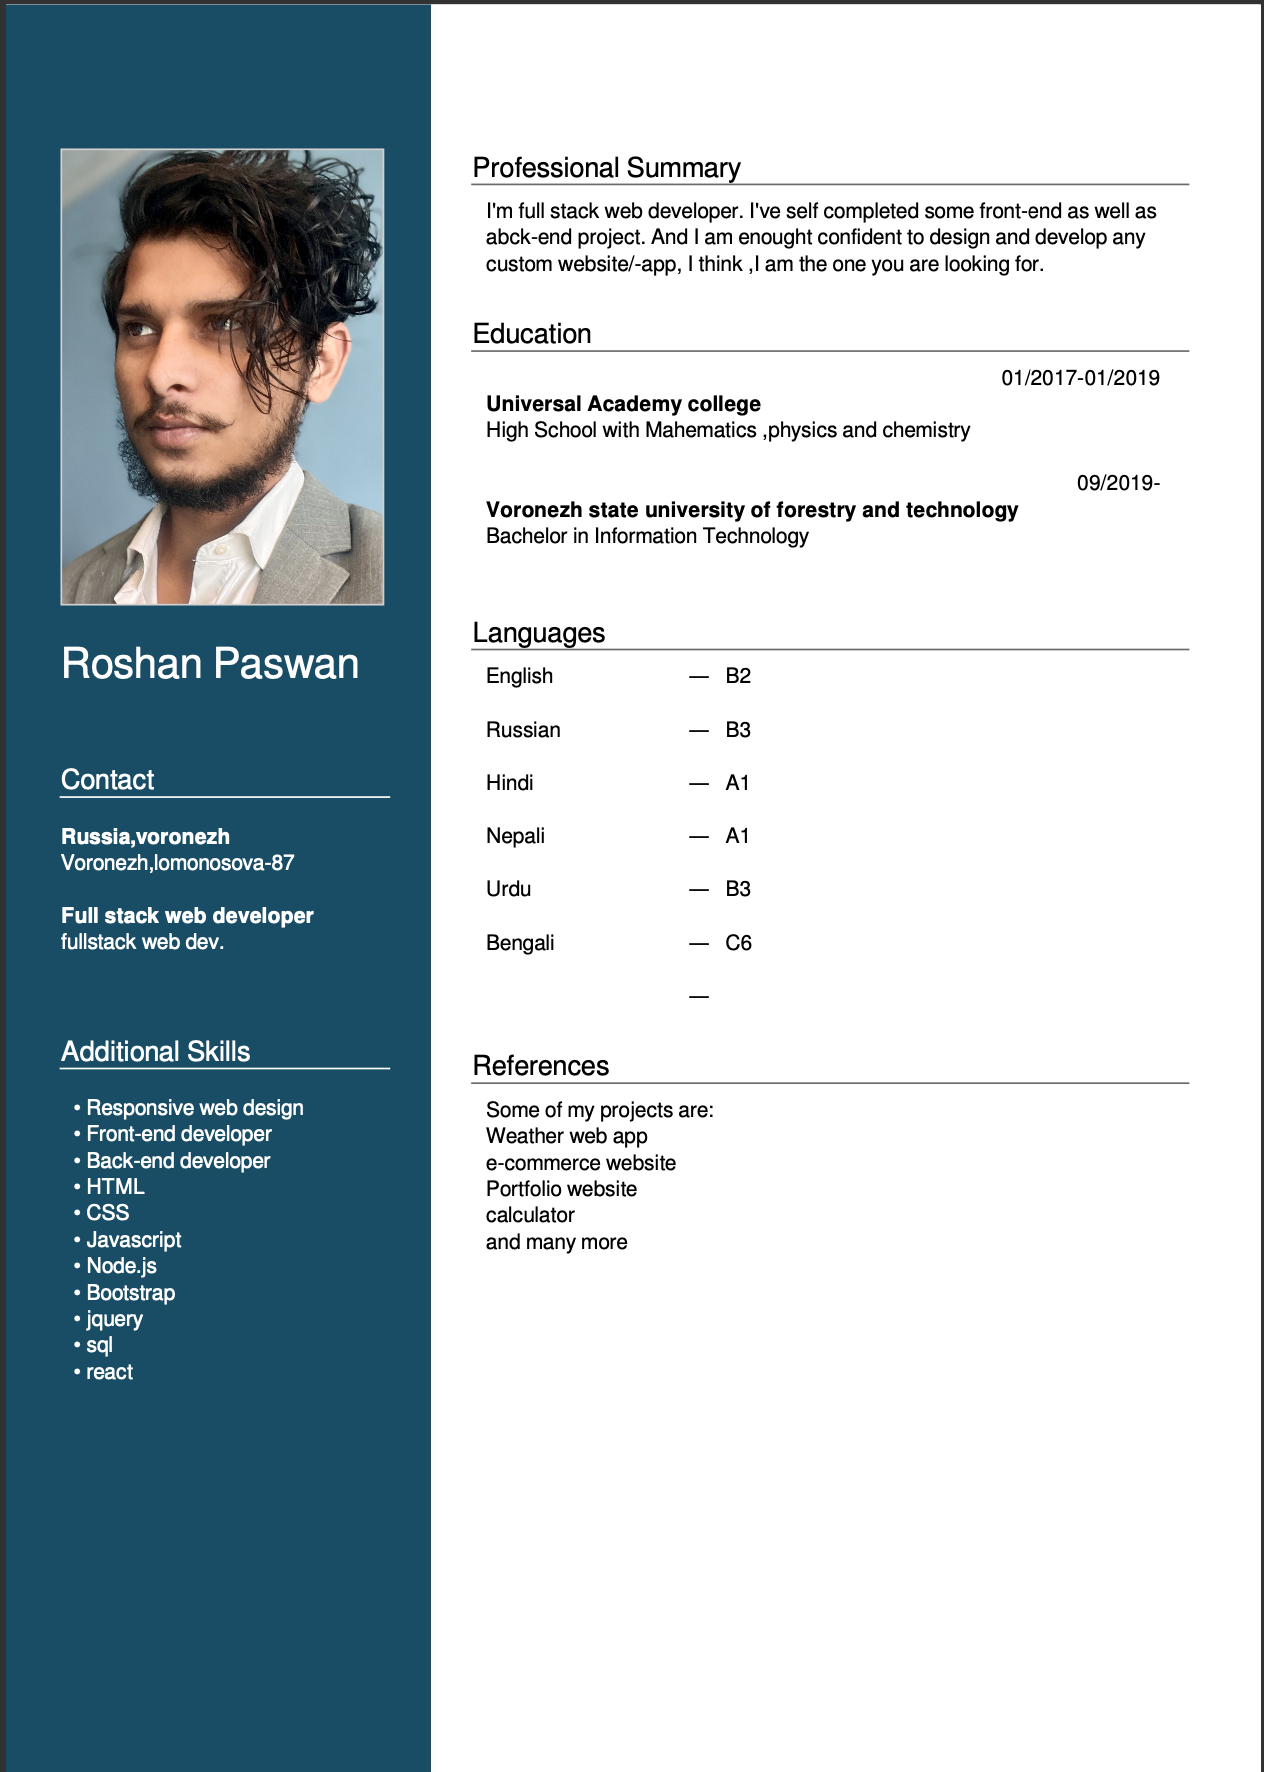 Roshan Paswan
Contact
Russia,voronezh
Voronezh,lomonosova-87
Full stack web developer
fullstack web dev.
Additional Skills
• Responsive web design
• Front-end developer
• Back-end developer
• HTML
• CSS
• Javascript
• Node.js
• Bootstrap
• jquery
• sql
• react
Professional Summary
I'm full stack web developer. I've self completed some front-end as well as
abck-end project. And I am enought confident to design and develop any
custom website/-app, I think ,I am the one you are looking for.
Education
01/2017-01/2019
Universal Academy college
High School with Mahematics ,physics and chemistry
09/2019-
Voronezh state university of forestry and technology
Bachelor in Information Technology
Languages
English — B2
Russian — B3
Hindi — A1
Nepali — A1
Urdu — B3
Bengali — C6
—
References
Some of my projects are:
Weather web app
e-commerce website
Portfolio website
calculator
and many more